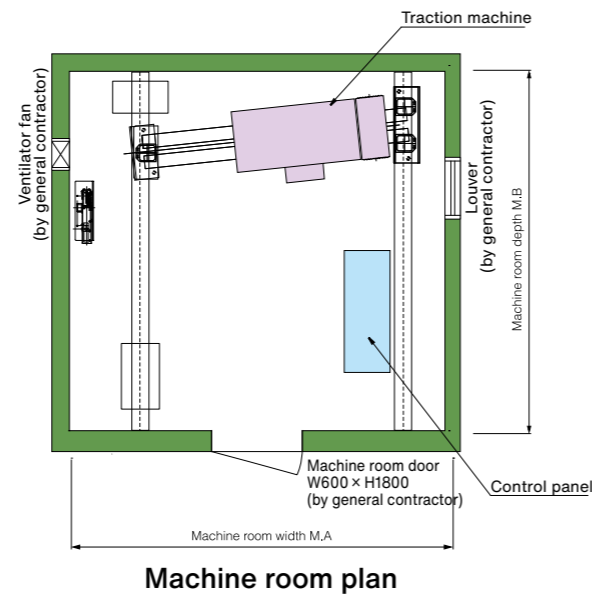 Traction machine
Ventilator fan
(by general contractor)
Louver
(by general contractor)
Machine room depth M.B
Machine room door
W600 × H1800
(by general contractor)
Control panel
Machine room width M.A
Machine room plan